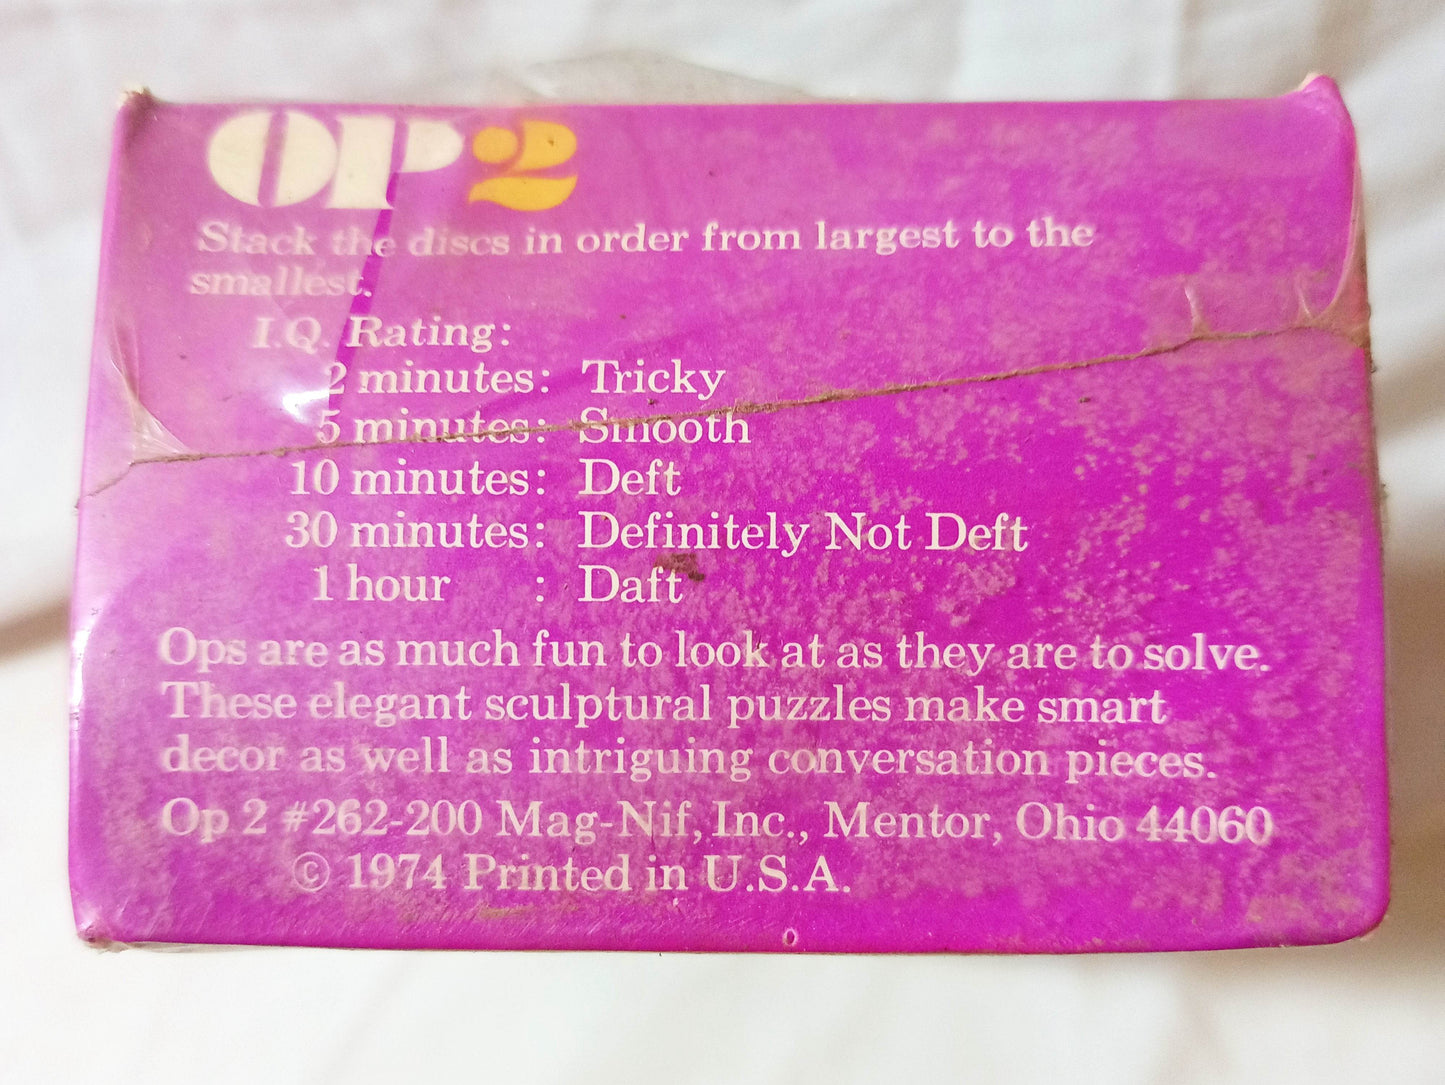 OP2
Stack the discs in order from largest to the
smallest.
I.Q. Rating:
2 minutes: Tricky
5 minutes: Smooth
10 minutes: Deft
30 minutes: Definitely Not Deft
1 hour : Daft
Ops are as much fun to look at as they are to solve.
These elegant sculptural puzzles make smart
decor as well as intriguing conversation pieces.
Op 2 #262-200 Mag-Nif, Inc., Mentor, Ohio 44060
© 1974 Printed in U.S.A.